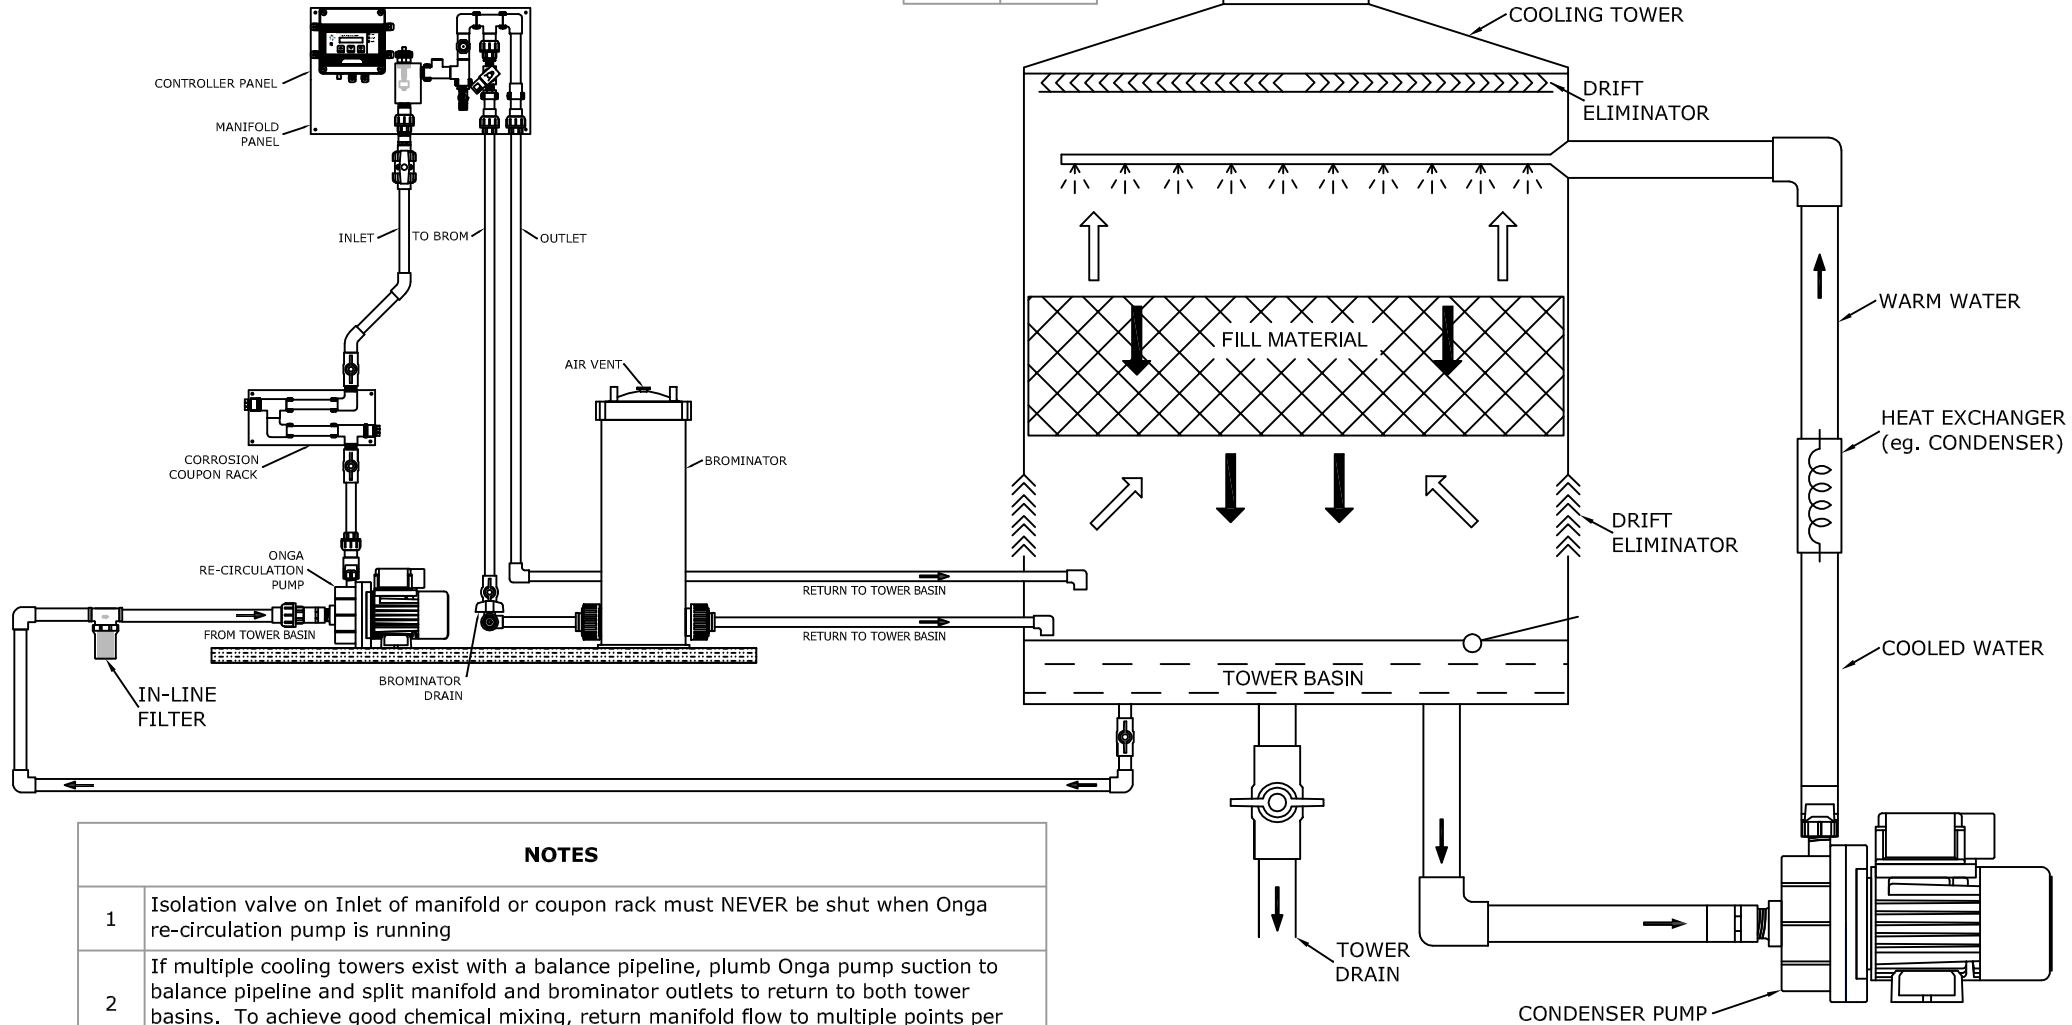 COOLING TOWER
CONTROLLER PANEL
DRIFT
ELIMINATOR
MANIFOLD
PANEL
INLET
TO BROM
OUTLET
WARM WATER
FILL MATERIAL
AIR VENT
HEAT EXCHANGER
(eg. CONDENSER)
CORROSION
COUPON RACK
BROMINATOR
DRIFT
ELIMINATOR
ONGA
RE-CIRCULATION
PUMP
RETURN TO TOWER BASIN
FROM TOWER BASIN
RETURN TO TOWER BASIN
COOLED WATER
TOWER BASIN
BROMINATOR
DRAIN
IN-LINE
FILTER
NOTES
1
Isolation valve on Inlet of manifold or coupon rack must NEVER be shut when Onga
re-circulation pump is running
2
If multiple cooling towers exist with a balance pipeline, plumb Onga pump suction to
balance pipeline and split manifold and brominator outlets to return to both tower
basins. To achieve good chemical mixing, return manifold flow to multiple points per
TOWER
DRAIN
CONDENSER PUMP